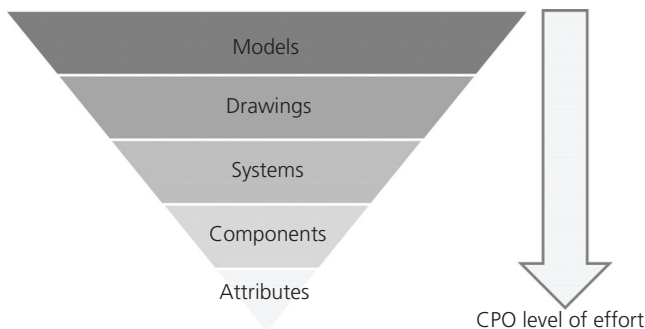 Models
Drawings
Systems
Components
Attributes
CPO level of effort